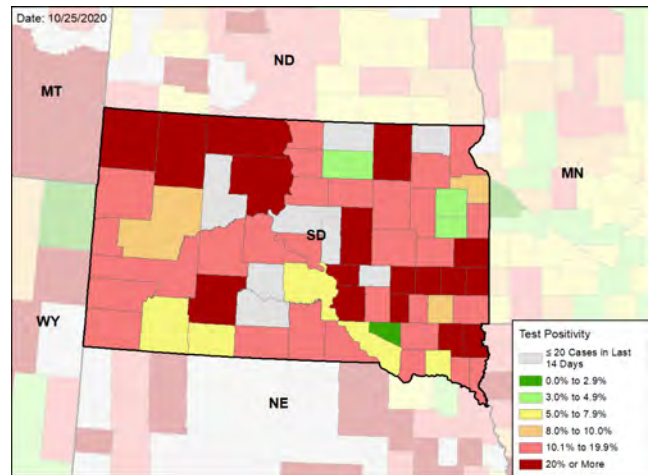 Date: 10/25/2020
ND
MT
MN
SD
WY
NE
Test Positivity
≤ 20 Cases in Last
14 Days
0.0% to 2.9%
3.0% to 4.9%
5.0% to 7.9%
8.0% to 10.0%
10.1% to 19.9%
20% or More